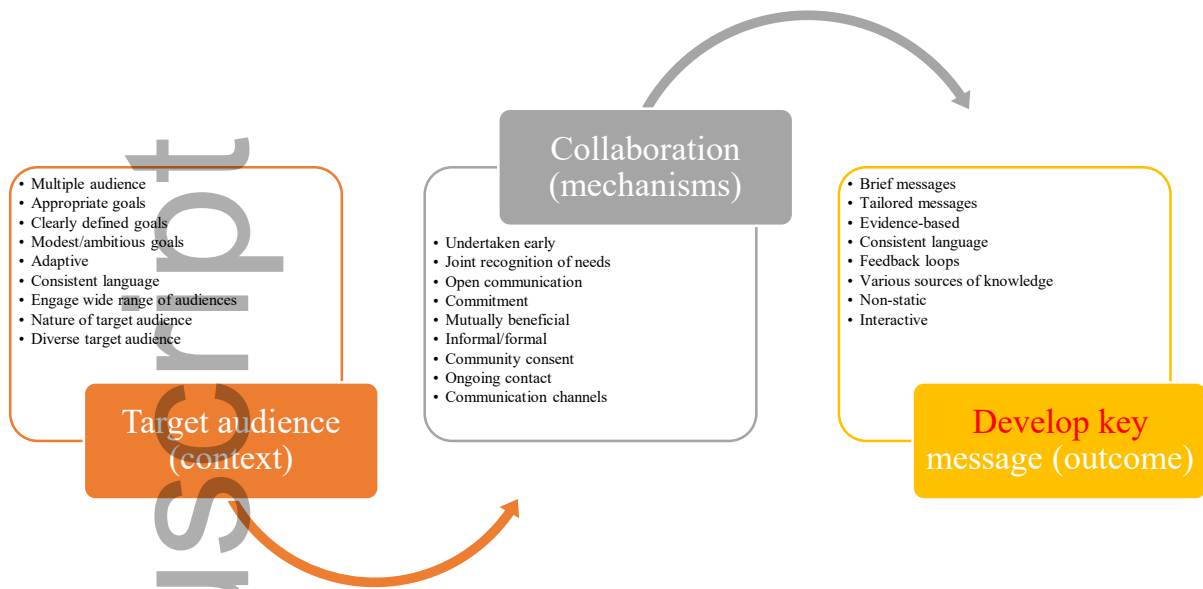 • Multiple audience
• Appropriate goals
• Clearly defined goals
• Modest/ambitious goals
• Adaptive
• Consistent language
• Engage wide range of audiences
• Nature of target audience
• Diverse target audience
Target audience
(context)
Collaboration
(mechanisms)
• Undertaken early
• Joint recognition of needs
• Open communication
• Commitment
• Mutually beneficial
• Informal/formal
• Community consent
• Ongoing contact
• Communication channels
• Brief messages
• Tailored messages
• Evidence-based
• Consistent language
• Feedback loops
• Various sources of knowledge
• Non-static
• Interactive
Develop key
message (outcome)
uscript